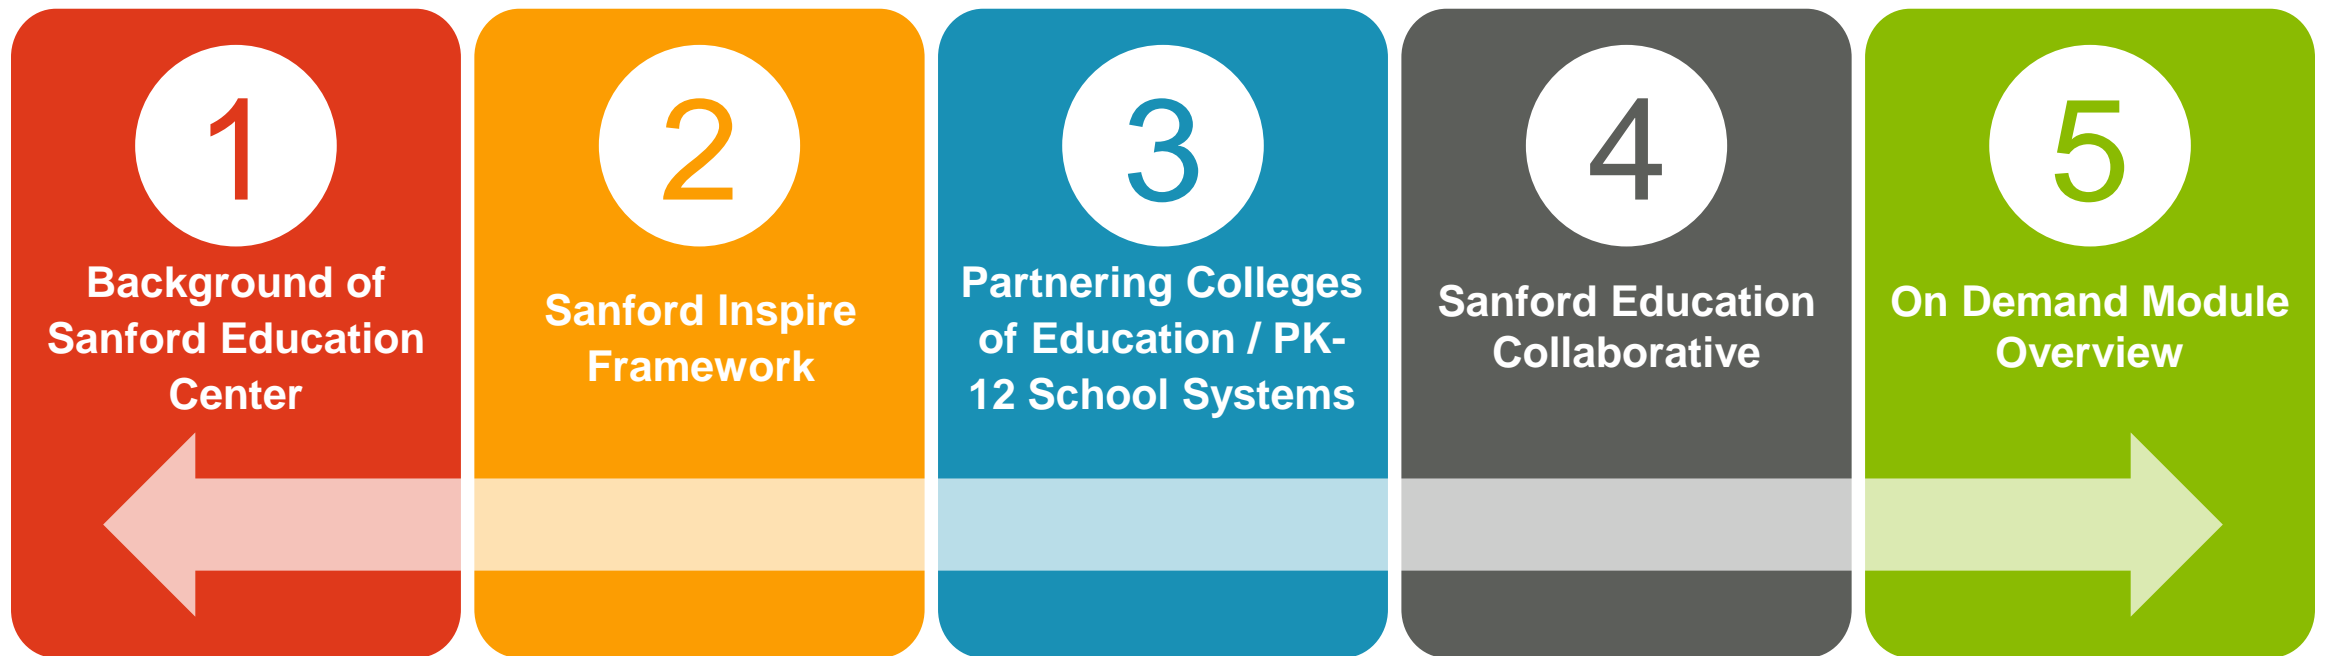 1
Background of
Sanford Education
Center
2
Sanford Inspire
Framework
3
Partnering Colleges
of Education / PK-
12 School Systems
4
Sanford Education
Collaborative
5
On Demand Module
Overview